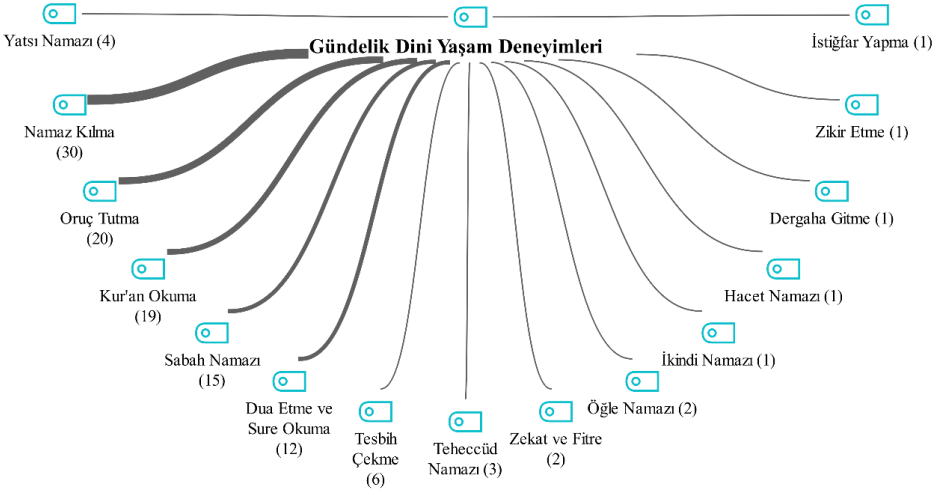 Gündelik Dini Yaşam Deneyimleri
Yatsı Namazı (4)
Namaz Kılma
(30)
Oruç Tutma
(20)
Kur'an Okuma
(19)
Sabah Namazı
(15)
Dua Etme ve
Sure Okuma
(12)
Tesbih
Çekme
(6)
Teheccüd
Namazı (3)
Zekat ve Fitre
(2)
Öğle Namazı (2)
İkindi Namazı (1)
Hacet Namazı (1)
Dergaha Gitme (1)
Zikir Etme (1)
İstiğfar Yapma (1)